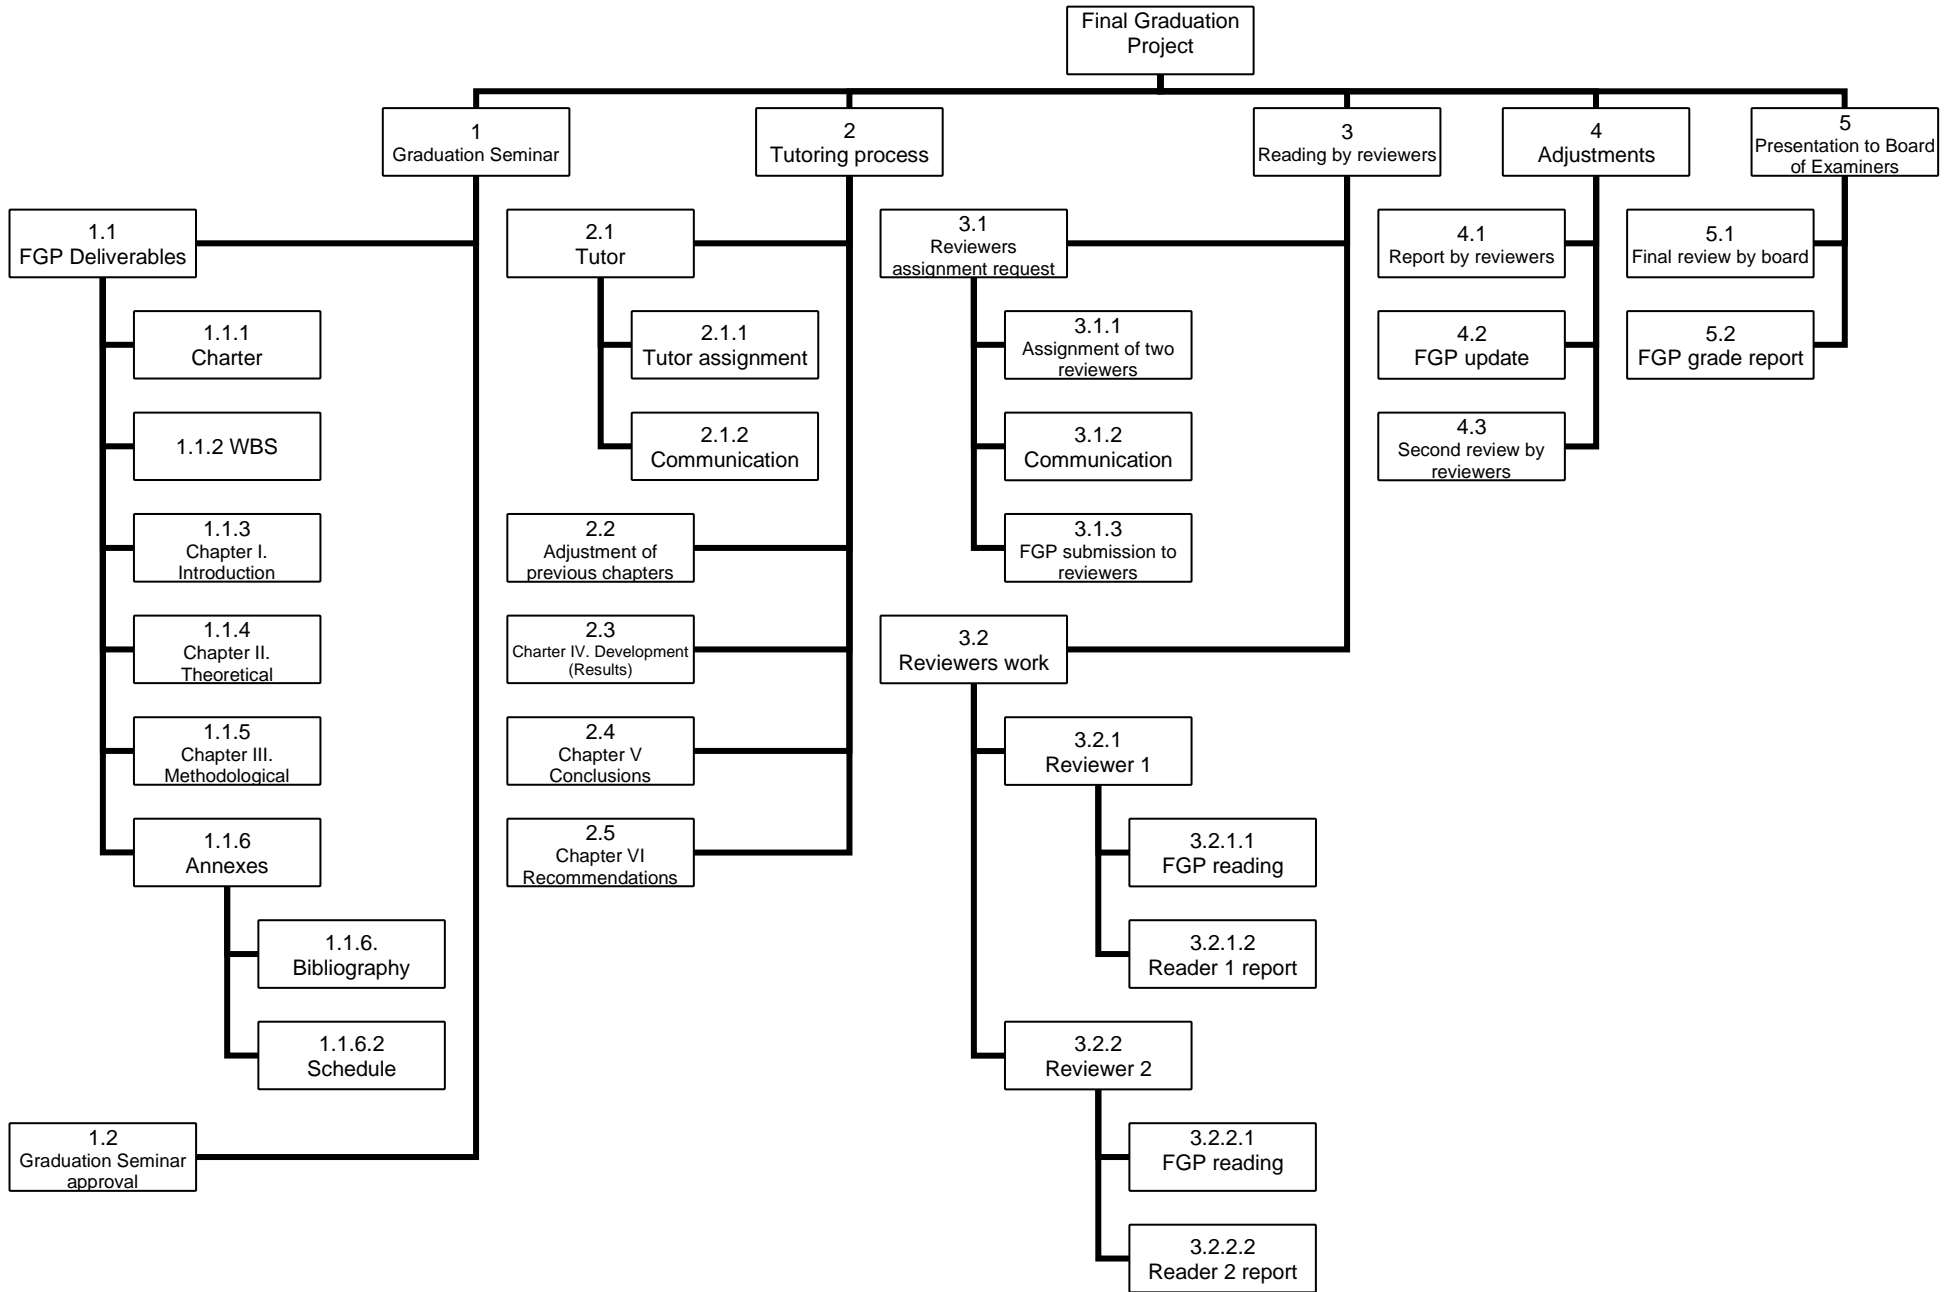 Final Graduation
Project
1
Graduation Seminar
2
Tutoring process
3
Reading by reviewers
4
Adjustments
5
Presentation to Board
of Examiners
1.1
FGP Deliverables
1.1.1
Charter
1.1.2 WBS
1.1.3
Chapter I.
Introduction
1.1.4
Chapter II.
Theoretical
1.1.5
Chapter III.
Methodological
1.1.6
Annexes
1.1.6.
Bibliography
1.1.6.2
Schedule
1.2
Graduation Seminar
approval
2.1
Tutor
2.1.1
Tutor assignment
2.1.2
Communication
2.2
Adjustment of
previous chapters
2.3
Charter IV. Development
(Results)
2.4
Chapter V
Conclusions
2.5
Chapter VI
Recommendations
3.1
Reviewers
assignment request
3.1.1
Assignment of two
reviewers
3.1.2
Communication
3.1.3
FGP submission to
reviewers
3.2
Reviewers work
3.2.1
Reviewer 1
3.2.1.1
FGP reading
3.2.1.2
Reader 1 report
3.2.2
Reviewer 2
3.2.2.1
FGP reading
3.2.2.2
Reader 2 report
4.1
Report by reviewers
4.2
FGP update
4.3
Second review by
reviewers
5.1
Final review by board
5.2
FGP grade report